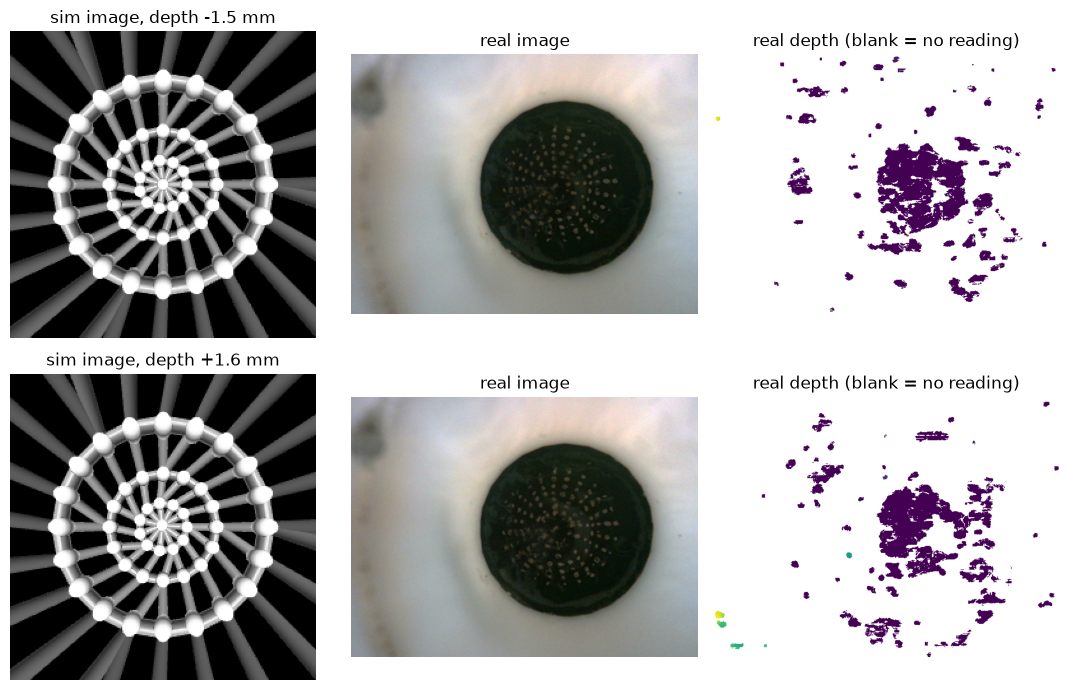 sim image, depth -1.5 mm
real image
real depth (blank = no reading)
sim image, depth +1.6 mm
real image
real depth (blank = no reading)